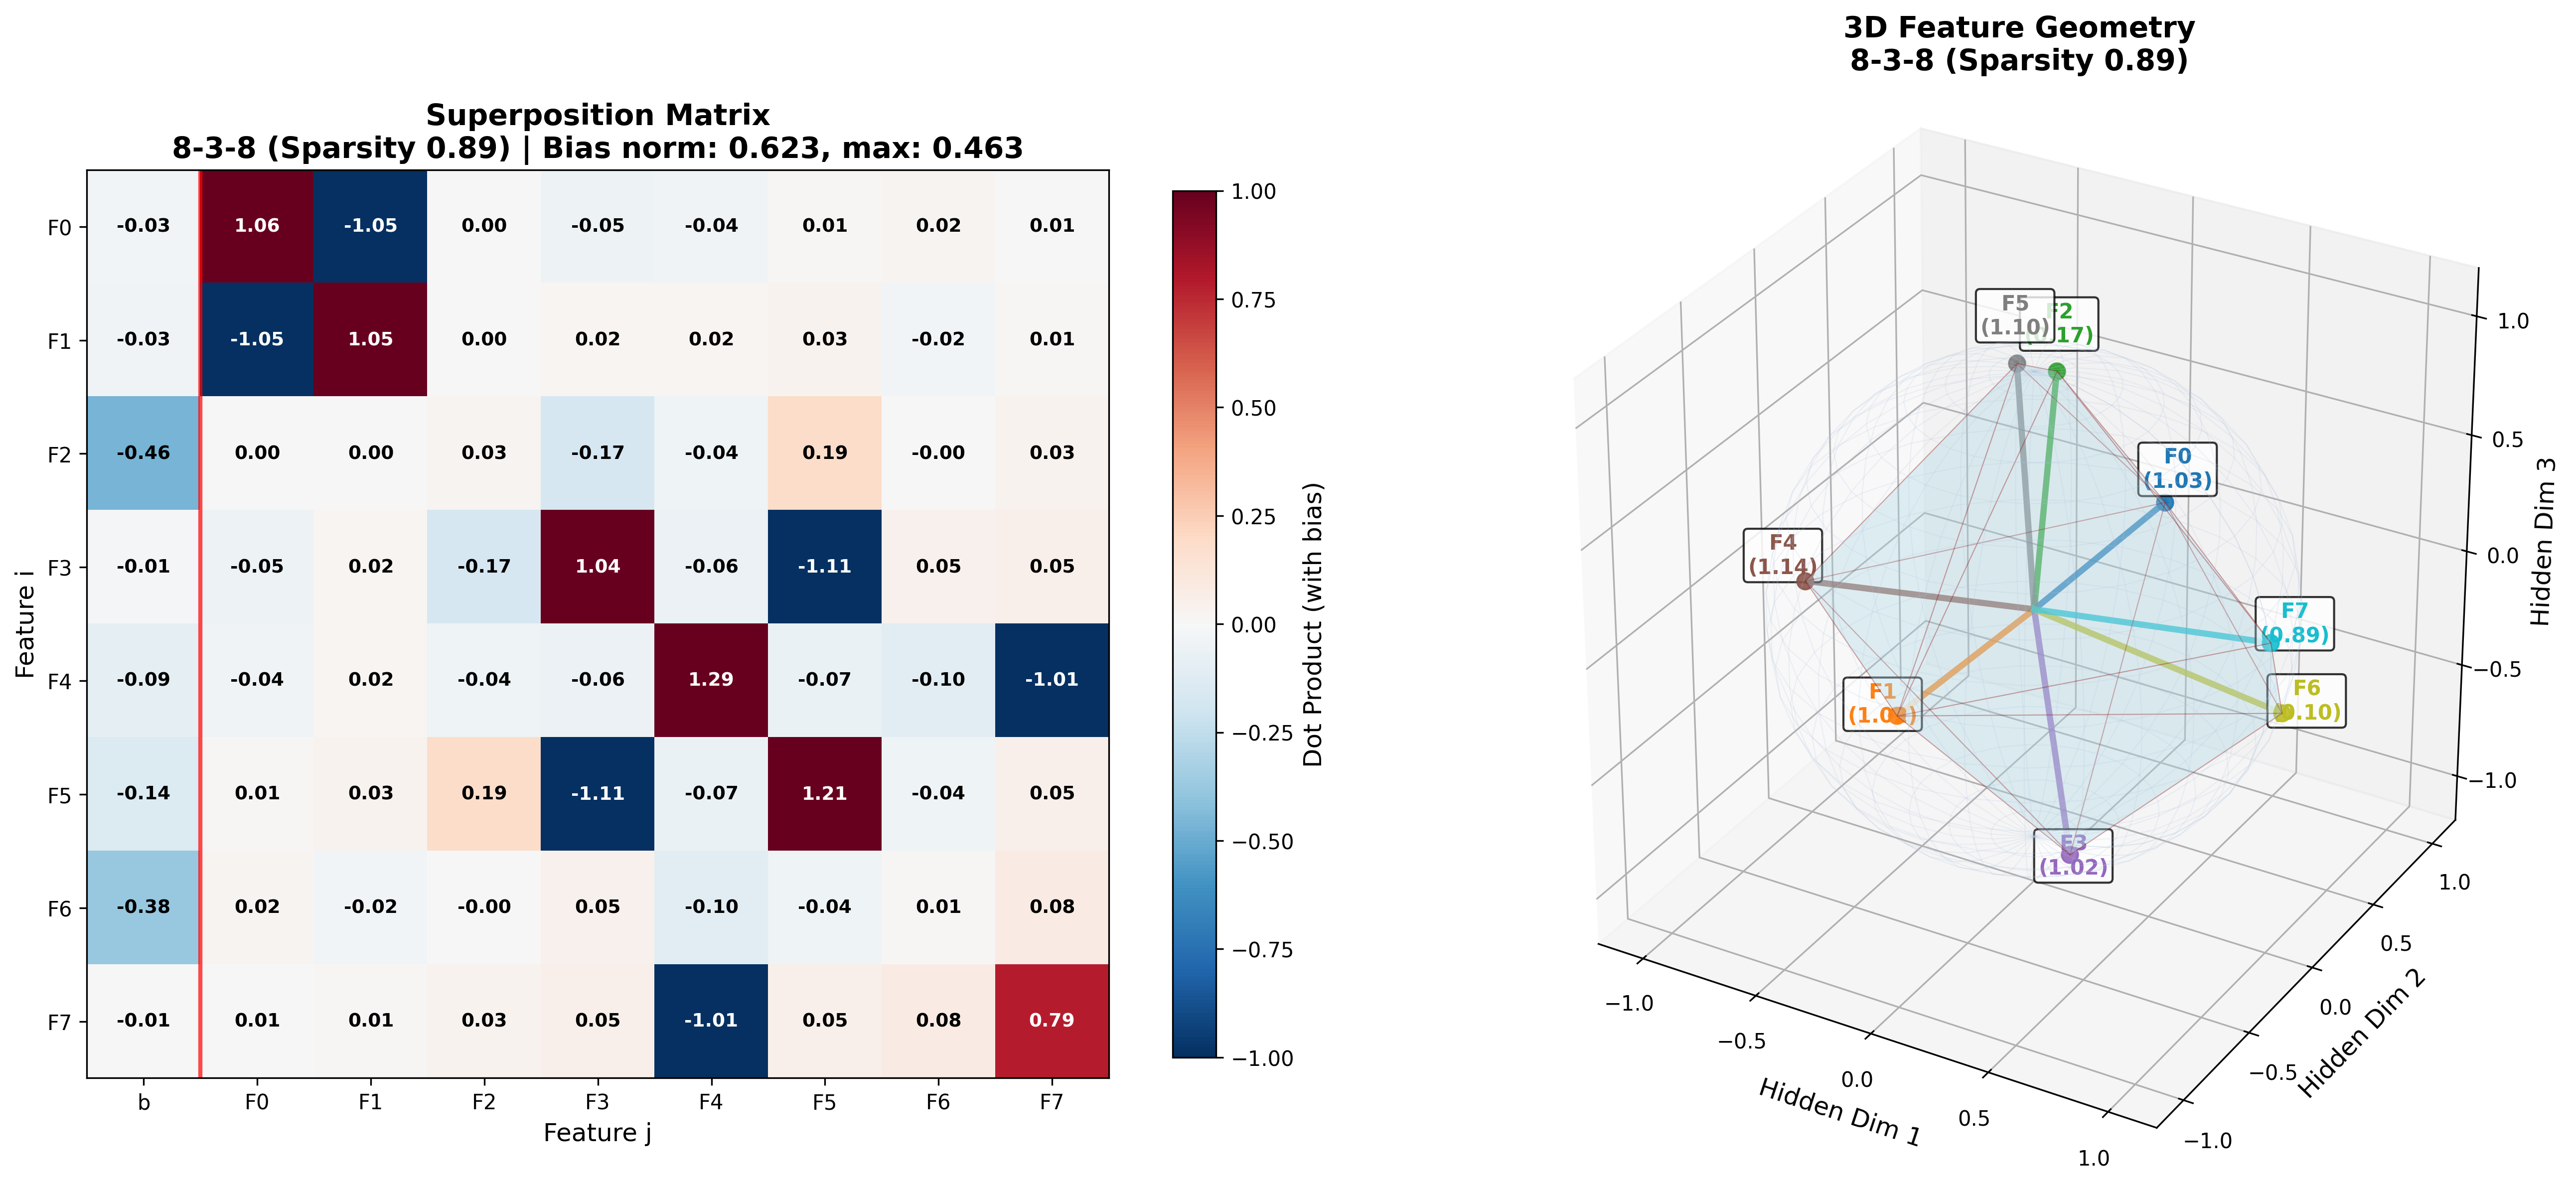 Superposition Matrix
8-3-8 (Sparsity 0.89) | Bias norm: 0.623, max: 0.463
F0 -0.03 1.06 -1.05 0.00 -0.05 -0.04 0.01 0.02 0.01
F1 -0.03 -1.05 1.05 0.00 0.02 0.02 0.03 -0.02 0.01
F2 -0.46 0.00 0.00 0.03 -0.17 -0.04 0.19 -0.00 0.03
F3 -0.01 -0.05 0.02 -0.17 1.04 -0.06 -1.11 0.05 0.05
F4 -0.09 -0.04 0.02 -0.04 -0.06 1.29 -0.07 -0.10 -1.01
F5 -0.14 0.01 0.03 0.19 -1.11 -0.07 1.21 -0.04 0.05
F6 -0.38 0.02 -0.02 -0.00 0.05 -0.10 -0.04 0.01 0.08
F7 -0.01 0.01 0.01 0.03 0.05 -1.01 0.05 0.08 0.79
b F0 F1 F2 F3 F4 F5 F6 F7
Feature j
Feature i
1.00
0.75
0.50
0.25
0.00
−0.25
−0.50
−0.75
−1.00
Dot Product (with bias)
3D Feature Geometry
8-3-8 (Sparsity 0.89)
F5
(1.10)
F2
17)
F0
(1.03)
F4
(1.14)
F7
(0.89)
F6
.10)
F1
(1.0
F3
(1.02)
1.0
0.5
0.0
−0.5
−1.0
Hidden Dim 3
1.0
0.5
0.0
−0.5
−1.0
Hidden Dim 2
−1.0
−0.5
0.0
0.5
1.0
Hidden Dim 1